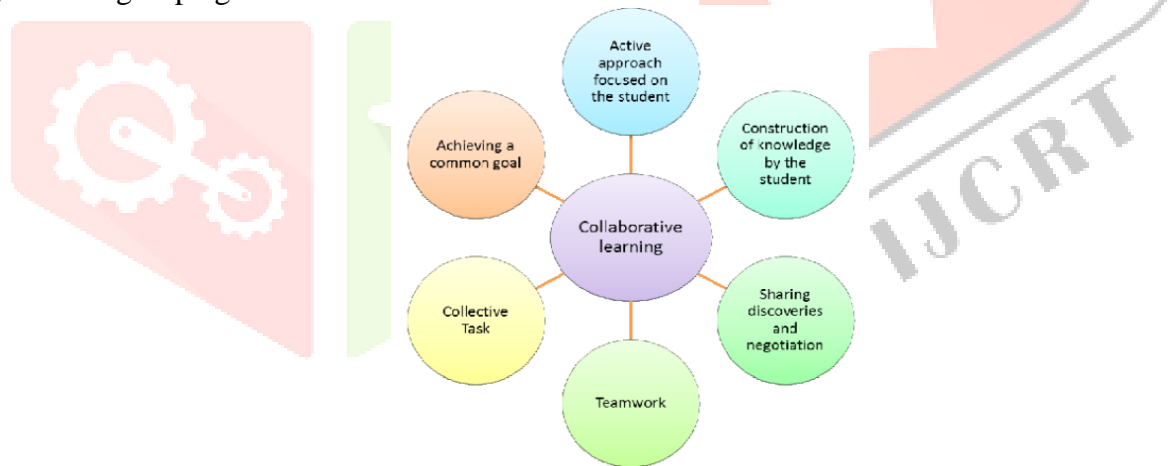 Active
approach
focused on
the student
Achieving a
common goal
Construction
of knowledge
by the
student
Collaborative
learning
Collective
Task
Sharing
discoveries
and
negotiation
Teamwork
IJCRT